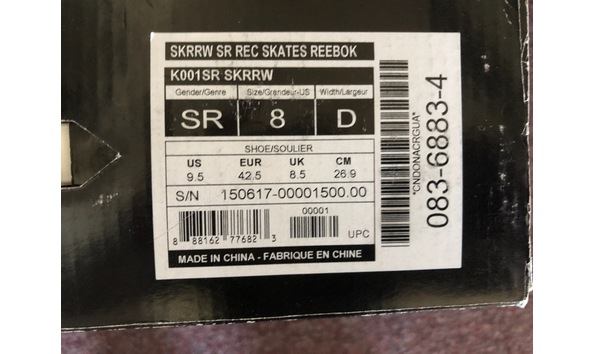 SKRRW SR REC SKATES REEBOK
K001SR SKRRW
Gender/Genre Size/Grandeur-US Width/Largeur
SR 8 D
SHOE/SOULIER
US EUR UK CM
9.5 42.5 8.5 26.9
S/N 150617-00001500.00
00001
8 88162 77682 3 UPC
MADE IN CHINA - FABRIQUE EN CHINE
*CNDONACRGUA*
083-6883-4